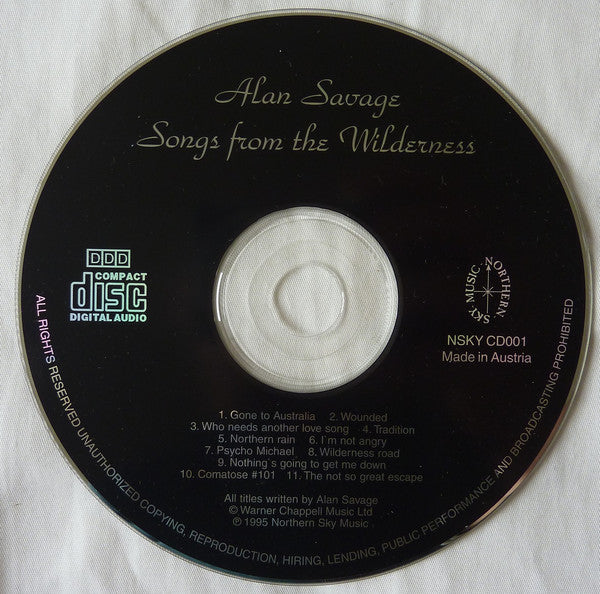 Alan Savage
Songs from the Wilderness
DDD
COMPACT
disc
DIGITAL AUDIO
NORTHERN
SKY MUSIC
NSKY CD001
Made in Austria
1. Gone to Australia 2. Wounded
3. Who needs another love song 4. Tradition
5. Northern rain 6. I´m not angry
7. Psycho Michael 8. Wilderness road
9. Nothing´s going to get me down
10. Comatose #101 11. The not so great escape
All titles written by Alan Savage
© Warner Chappell Music Ltd
℗ 1995 Northern Sky Music
ALL RIGHTS RESERVED UNAUTHORIZED COPYING, REPRODUCTION, HIRING, LENDING, PUBLIC PERFORMANCE AND BROADCASTING PROHIBITED